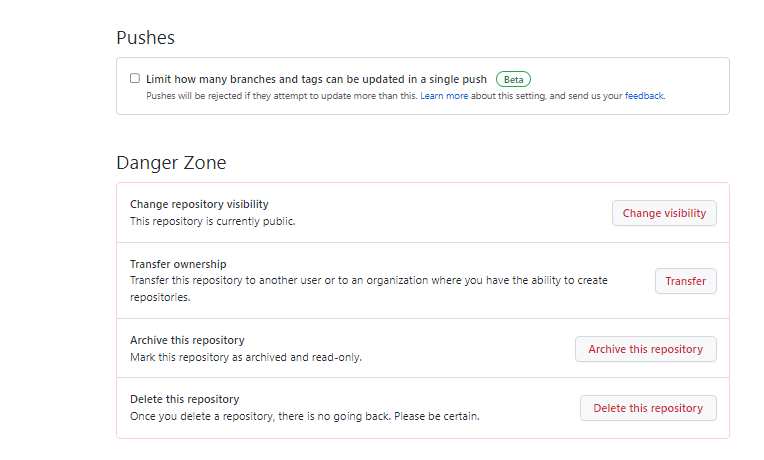 Pushes
Limit how many branches and tags can be updated in a single push Beta
Pushes will be rejected if they attempt to update more than this. Learn more about this setting, and send us your feedback.
Danger Zone
Change repository visibility
This repository is currently public.
Change visibility
Transfer ownership
Transfer this repository to another user or to an organization where you have the ability to create
repositories.
Transfer
Archive this repository
Mark this repository as archived and read-only.
Archive this repository
Delete this repository
Once you delete a repository, there is no going back. Please be certain.
Delete this repository